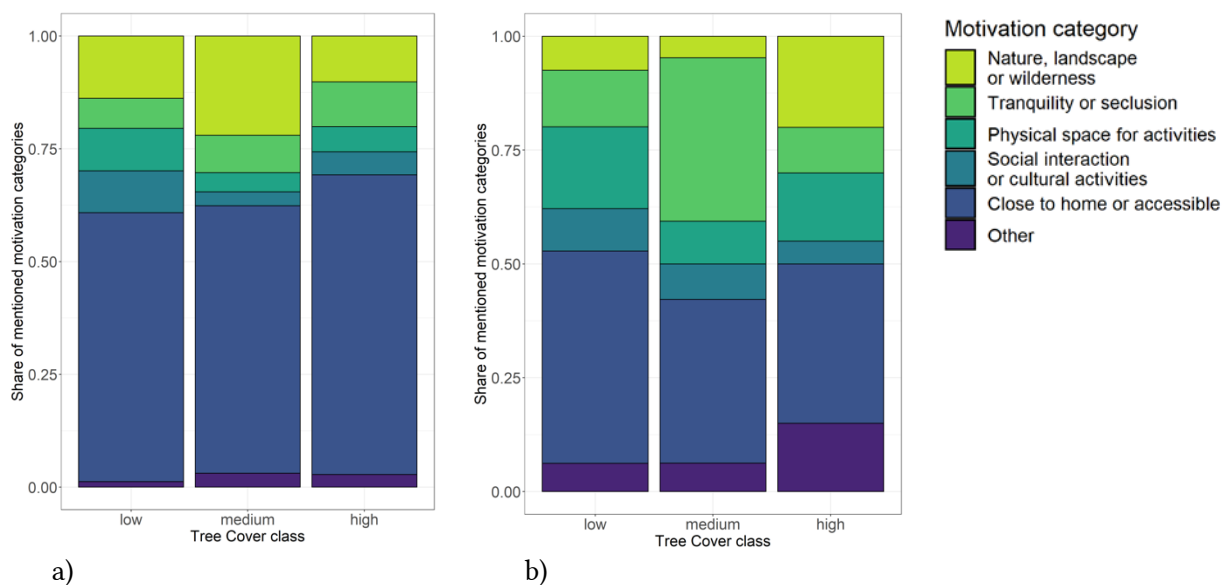 Share of mentioned motivation categories
1.00
0.75
0.50
0.25
0.00
low
medium
high
Tree Cover class
a)
Share of mentioned motivation categories
1.00
0.75
0.50
0.25
0.00
low
medium
high
Tree Cover class
b)
Motivation category
Nature, landscape
or wilderness
Tranquility or seclusion
Physical space for activities
Social interaction
or cultural activities
Close to home or accessible
Other